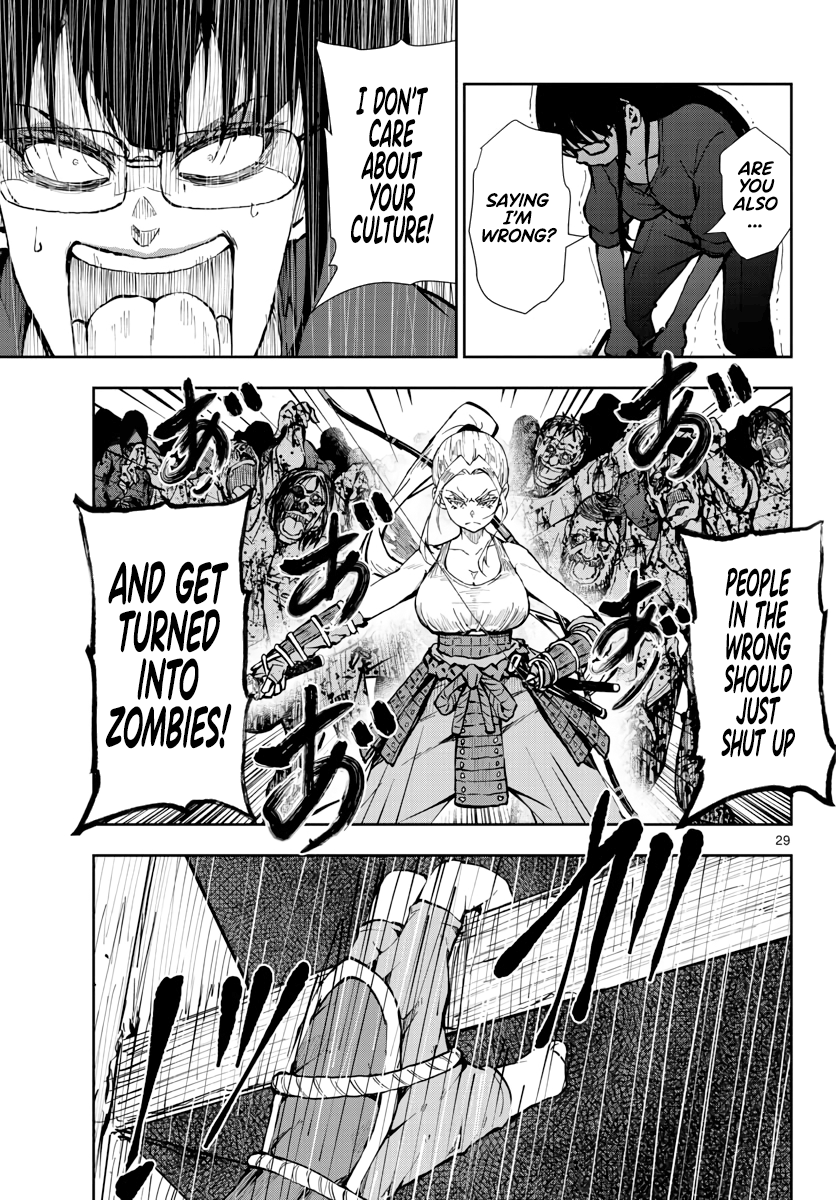 ARE
YOU
ALSO
...
SAYING
I'M
WRONG?
I DON'T
CARE
ABOUT
YOUR
CULTURE!
PEOPLE
IN THE
WRONG
SHOULD
JUST
SHUT UP
AND GET
TURNED
INTO
ZOMBIES!
あ゛
あ゛
あ゛
あ゛
あ゛
29
ガッ